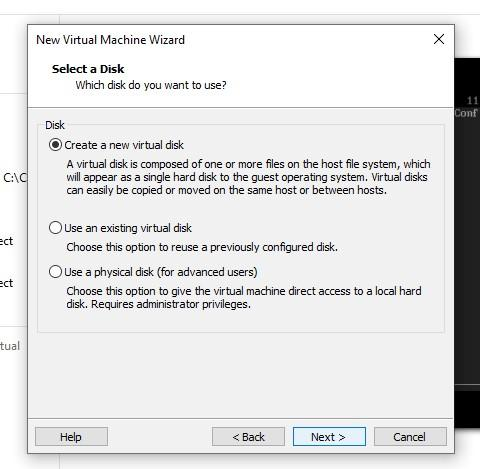 New Virtual Machine Wizard
Select a Disk
Which disk do you want to use?
Disk
Create a new virtual disk
A virtual disk is composed of one or more files on the host file system, which
will appear as a single hard disk to the guest operating system. Virtual disks
can easily be copied or moved on the same host or between hosts.
Use an existing virtual disk
Choose this option to reuse a previously configured disk.
Use a physical disk (for advanced users)
Choose this option to give the virtual machine direct access to a local hard
disk. Requires administrator privileges.
Help
< Back
Next >
Cancel
C:\C
ect
ect
tual
11
Conf